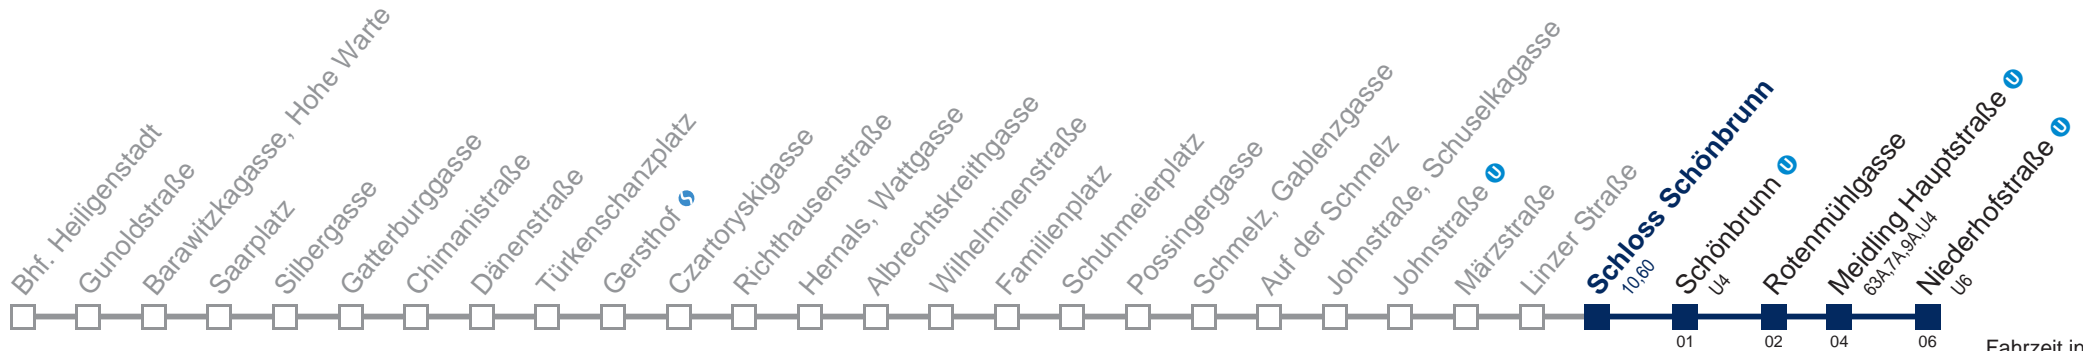 Bhf. Heiligenstadt
Gunoldstraße
Barawitzkagasse, Hohe Warte
Saarplatz
Silbergasse
Gatterburggasse
Chimanistraße
Dänenstraße
Türkenschanzplatz
Gersthof S
Czartoryskigasse
Richthausenstraße
Hernals, Wattgasse
Albrechtskreithgasse
Wilhelminenstraße
Familienplatz
Schuhmeierplatz
Possingergasse
Schmelz, Gablenzgasse
Auf der Schmelz
Johnstraße, Schuselkagasse
Johnstraße U
Märzstraße
Linzer Straße
Schloss Schönbrunn
10,60
Schönbrunn U
U4
Rotenmühlgasse
Meidling Hauptstraße U
63A,7A,9A,U4
Niederhofstraße U
U6
01
02
04
06
Fahrzeit in